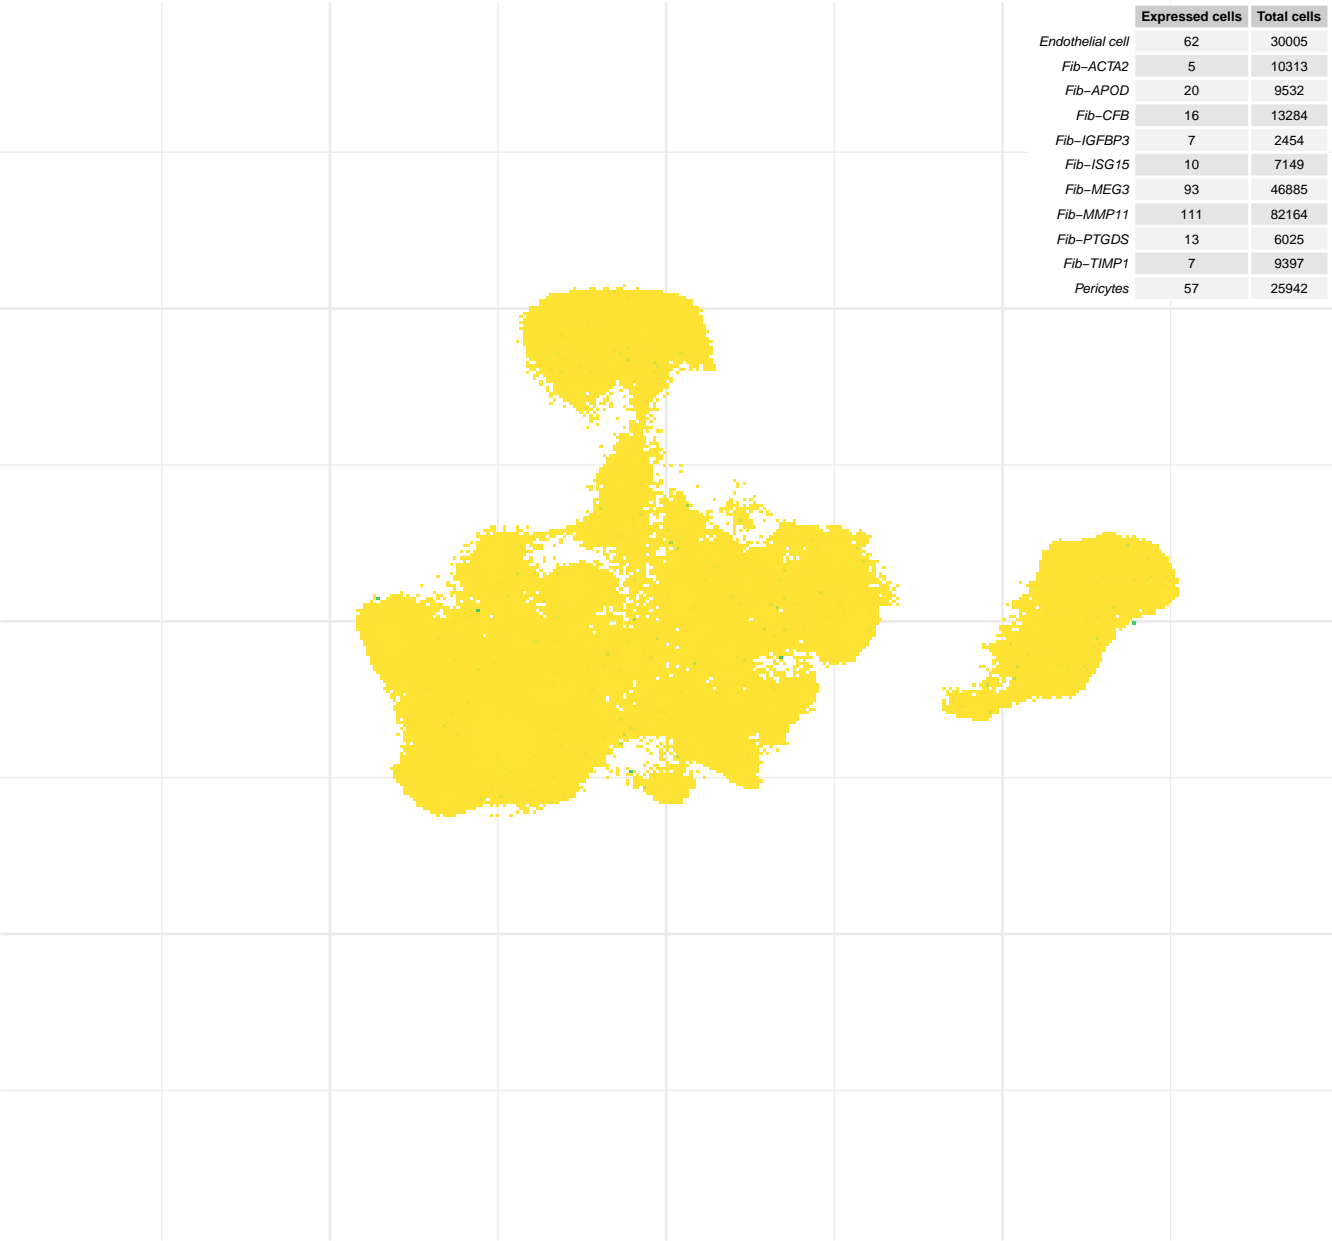 Expressed cells Total cells
Endothelial cell 62 30005
Fib−ACTA2 5 10313
Fib−APOD 20 9532
Fib−CFB 16 13284
Fib−IGFBP3 7 2454
Fib−ISG15 10 7149
Fib−MEG3 93 46885
Fib−MMP11 111 82164
Fib−PTGDS 13 6025
Fib−TIMP1 7 9397
Pericytes 57 25942